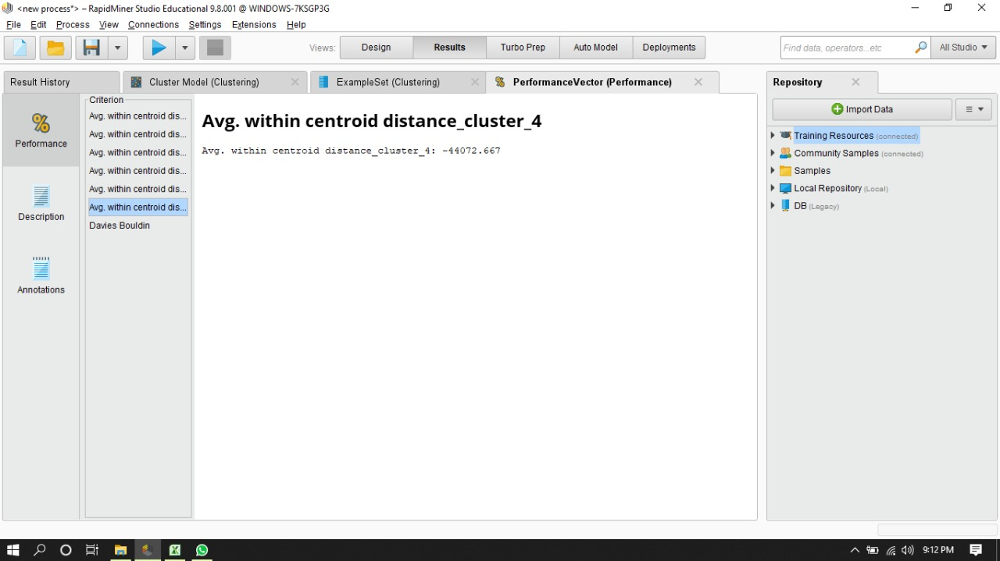 <new process*> – RapidMiner Studio Educational 9.8.001 @ WINDOWS-7KSGP3G
File Edit Process View Connections Settings Extensions Help
Views: Design Results Turbo Prep Auto Model Deployments Find data, operators...etc All Studio
Result History Cluster Model (Clustering) ExampleSet (Clustering) PerformanceVector (Performance)
Performance
Description
Annotations
Criterion
Avg. within centroid dis...
Avg. within centroid dis...
Avg. within centroid dis...
Avg. within centroid dis...
Avg. within centroid dis...
Avg. within centroid dis...
Davies Bouldin
Avg. within centroid distance_cluster_4
Avg. within centroid distance_cluster_4: -44072.667
Repository
Import Data
Training Resources (connected)
Community Samples (connected)
Samples
Local Repository (Local)
DB (Legacy)
9:12 PM